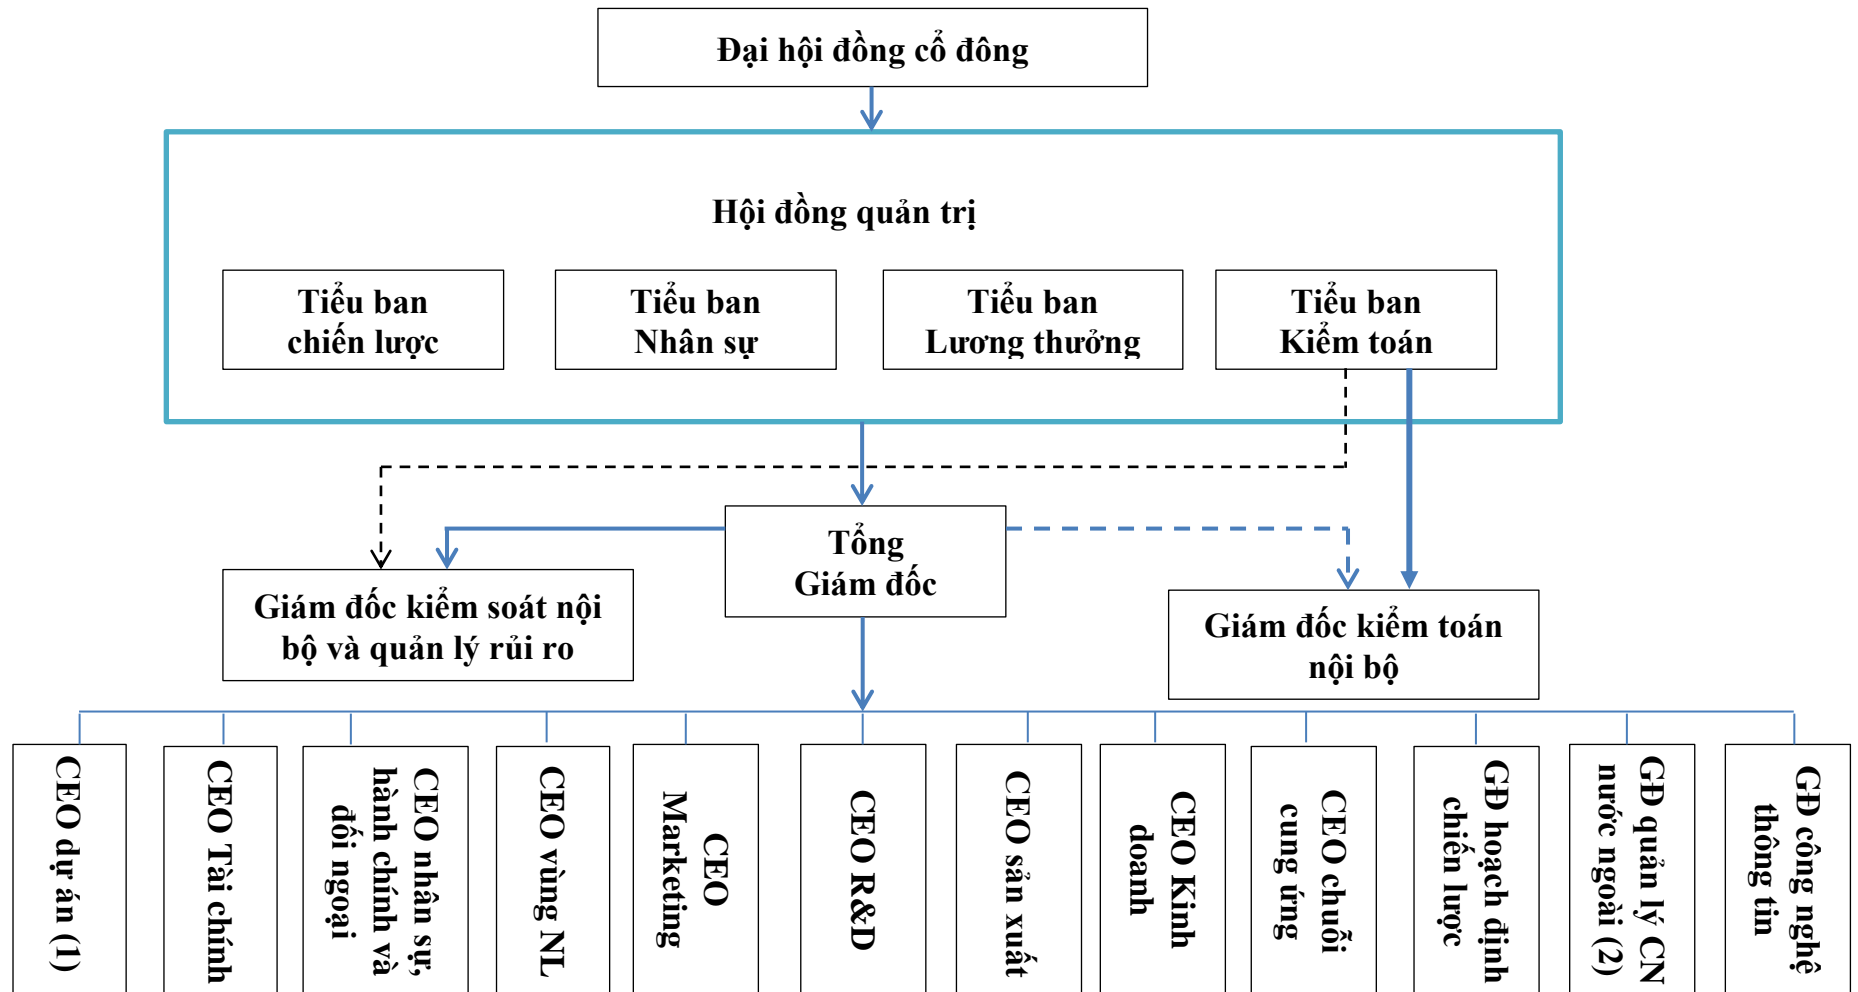 Đại hội đồng cổ đông
Hội đồng quản trị
Tiểu ban
chiến lược
Tiểu ban
Nhân sự
Tiểu ban
Lương thưởng
Tiểu ban
Kiểm toán
Tổng
Giám đốc
Giám đốc kiểm soát nội
bộ và quản lý rủi ro
Giám đốc kiểm toán
nội bộ
CEO dự án (1)
CEO Tài chính
CEO nhân sự,
hành chính và
đối ngoại
CEO vùng NL
CEO
Marketing
CEO R&D
CEO sản xuất
CEO Kinh
doanh
CEO chuỗi
cung ứng
GĐ hoạch định
chiến lược
GĐ quản lý CN
nước ngoài (2)
GĐ công nghệ
thông tin